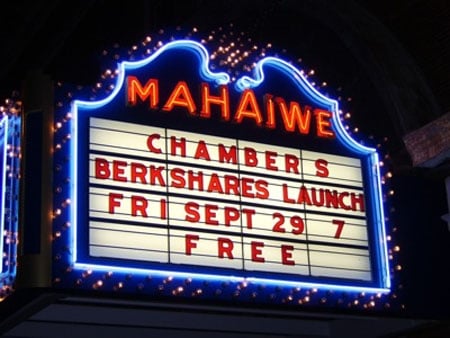 MAHAIWE
CHAMBERS
BERKSHARES LAUNCH
FRI SEPT 29 7
FREE